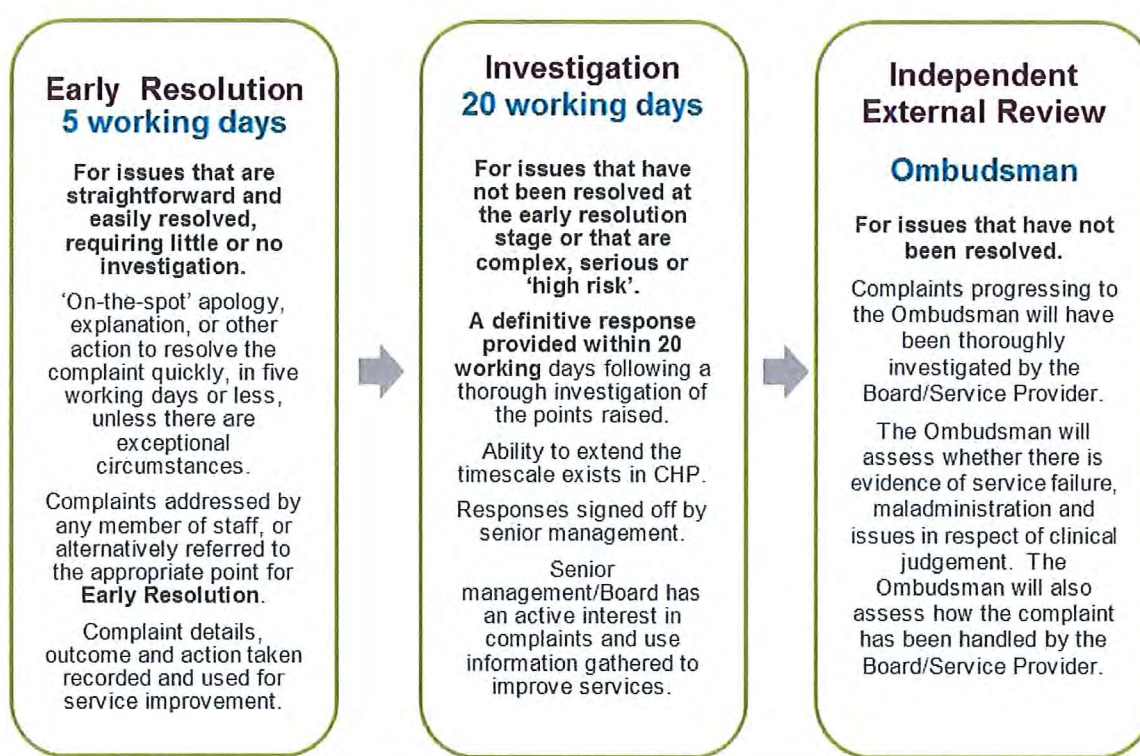 Early Resolution
5 working days
For issues that are
straightforward and
easily resolved,
requiring little or no
investigation.
‘On-the-spot’ apology,
explanation, or other
action to resolve the
complaint quickly, in five
working days or less,
unless there are
exceptional
circumstances.
Complaints addressed by
any member of staff, or
alternatively referred to
the appropriate point for
Early Resolution.
Complaint details,
outcome and action taken
recorded and used for
service improvement.
Investigation
20 working days
For issues that have
not been resolved at
the early resolution
stage or that are
complex, serious or
‘high risk’.
A definitive response
provided within 20
working days following a
thorough investigation of
the points raised.
Ability to extend the
timescale exists in CHP.
Responses signed off by
senior management.
Senior
management/Board has
an active interest in
complaints and use
information gathered to
improve services.
Independent
External Review
Ombudsman
For issues that have not
been resolved.
Complaints progressing to
the Ombudsman will have
been thoroughly
investigated by the
Board/Service Provider.
The Ombudsman will
assess whether there is
evidence of service failure,
maladministration and
issues in respect of clinical
judgement. The
Ombudsman will also
assess how the complaint
has been handled by the
Board/Service Provider.